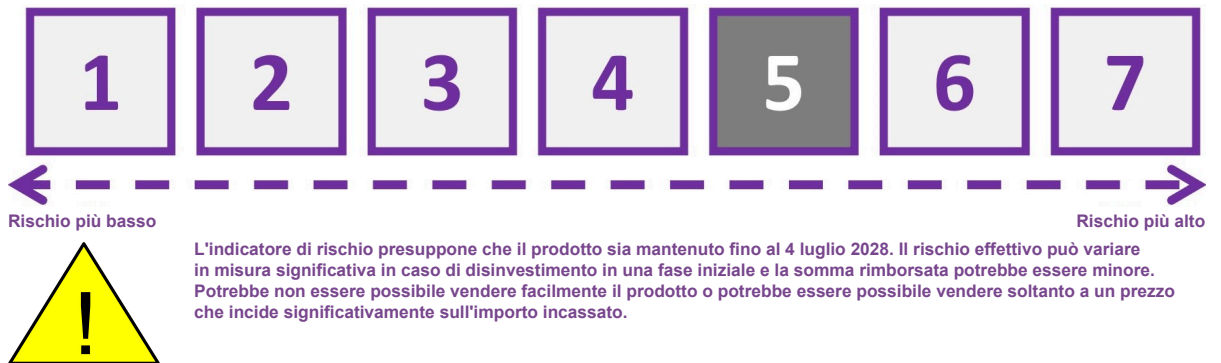 1 2 3 4 5 6 7
Rischio più basso Rischio più alto
L'indicatore di rischio presuppone che il prodotto sia mantenuto fino al 4 luglio 2028. Il rischio effettivo può variare
in misura significativa in caso di disinvestimento in una fase iniziale e la somma rimborsata potrebbe essere minore.
Potrebbe non essere possibile vendere facilmente il prodotto o potrebbe essere possibile vendere soltanto a un prezzo
che incide significativamente sull'importo incassato.
!